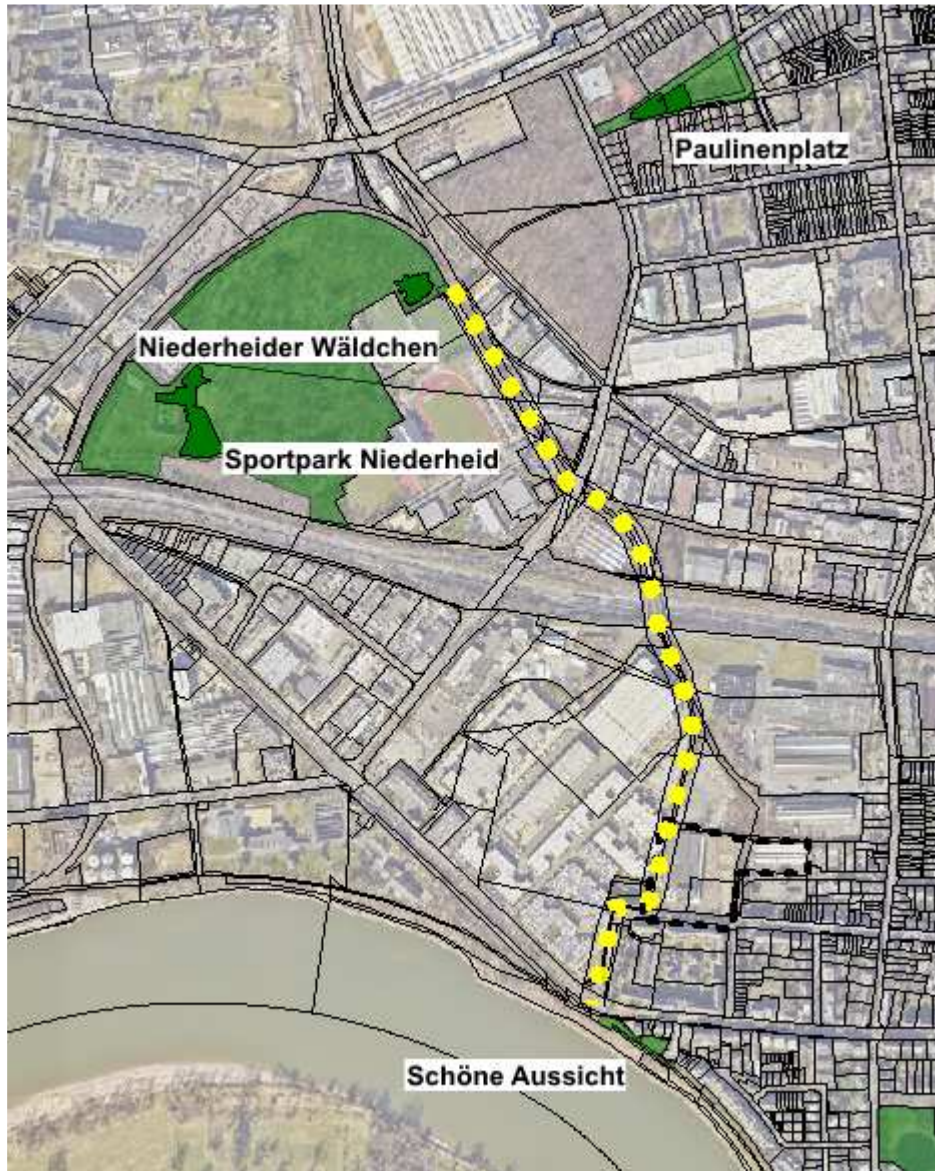 Paulinenplatz
Niederheider Wäldchen
Sportpark Niederheid
Schöne Aussicht